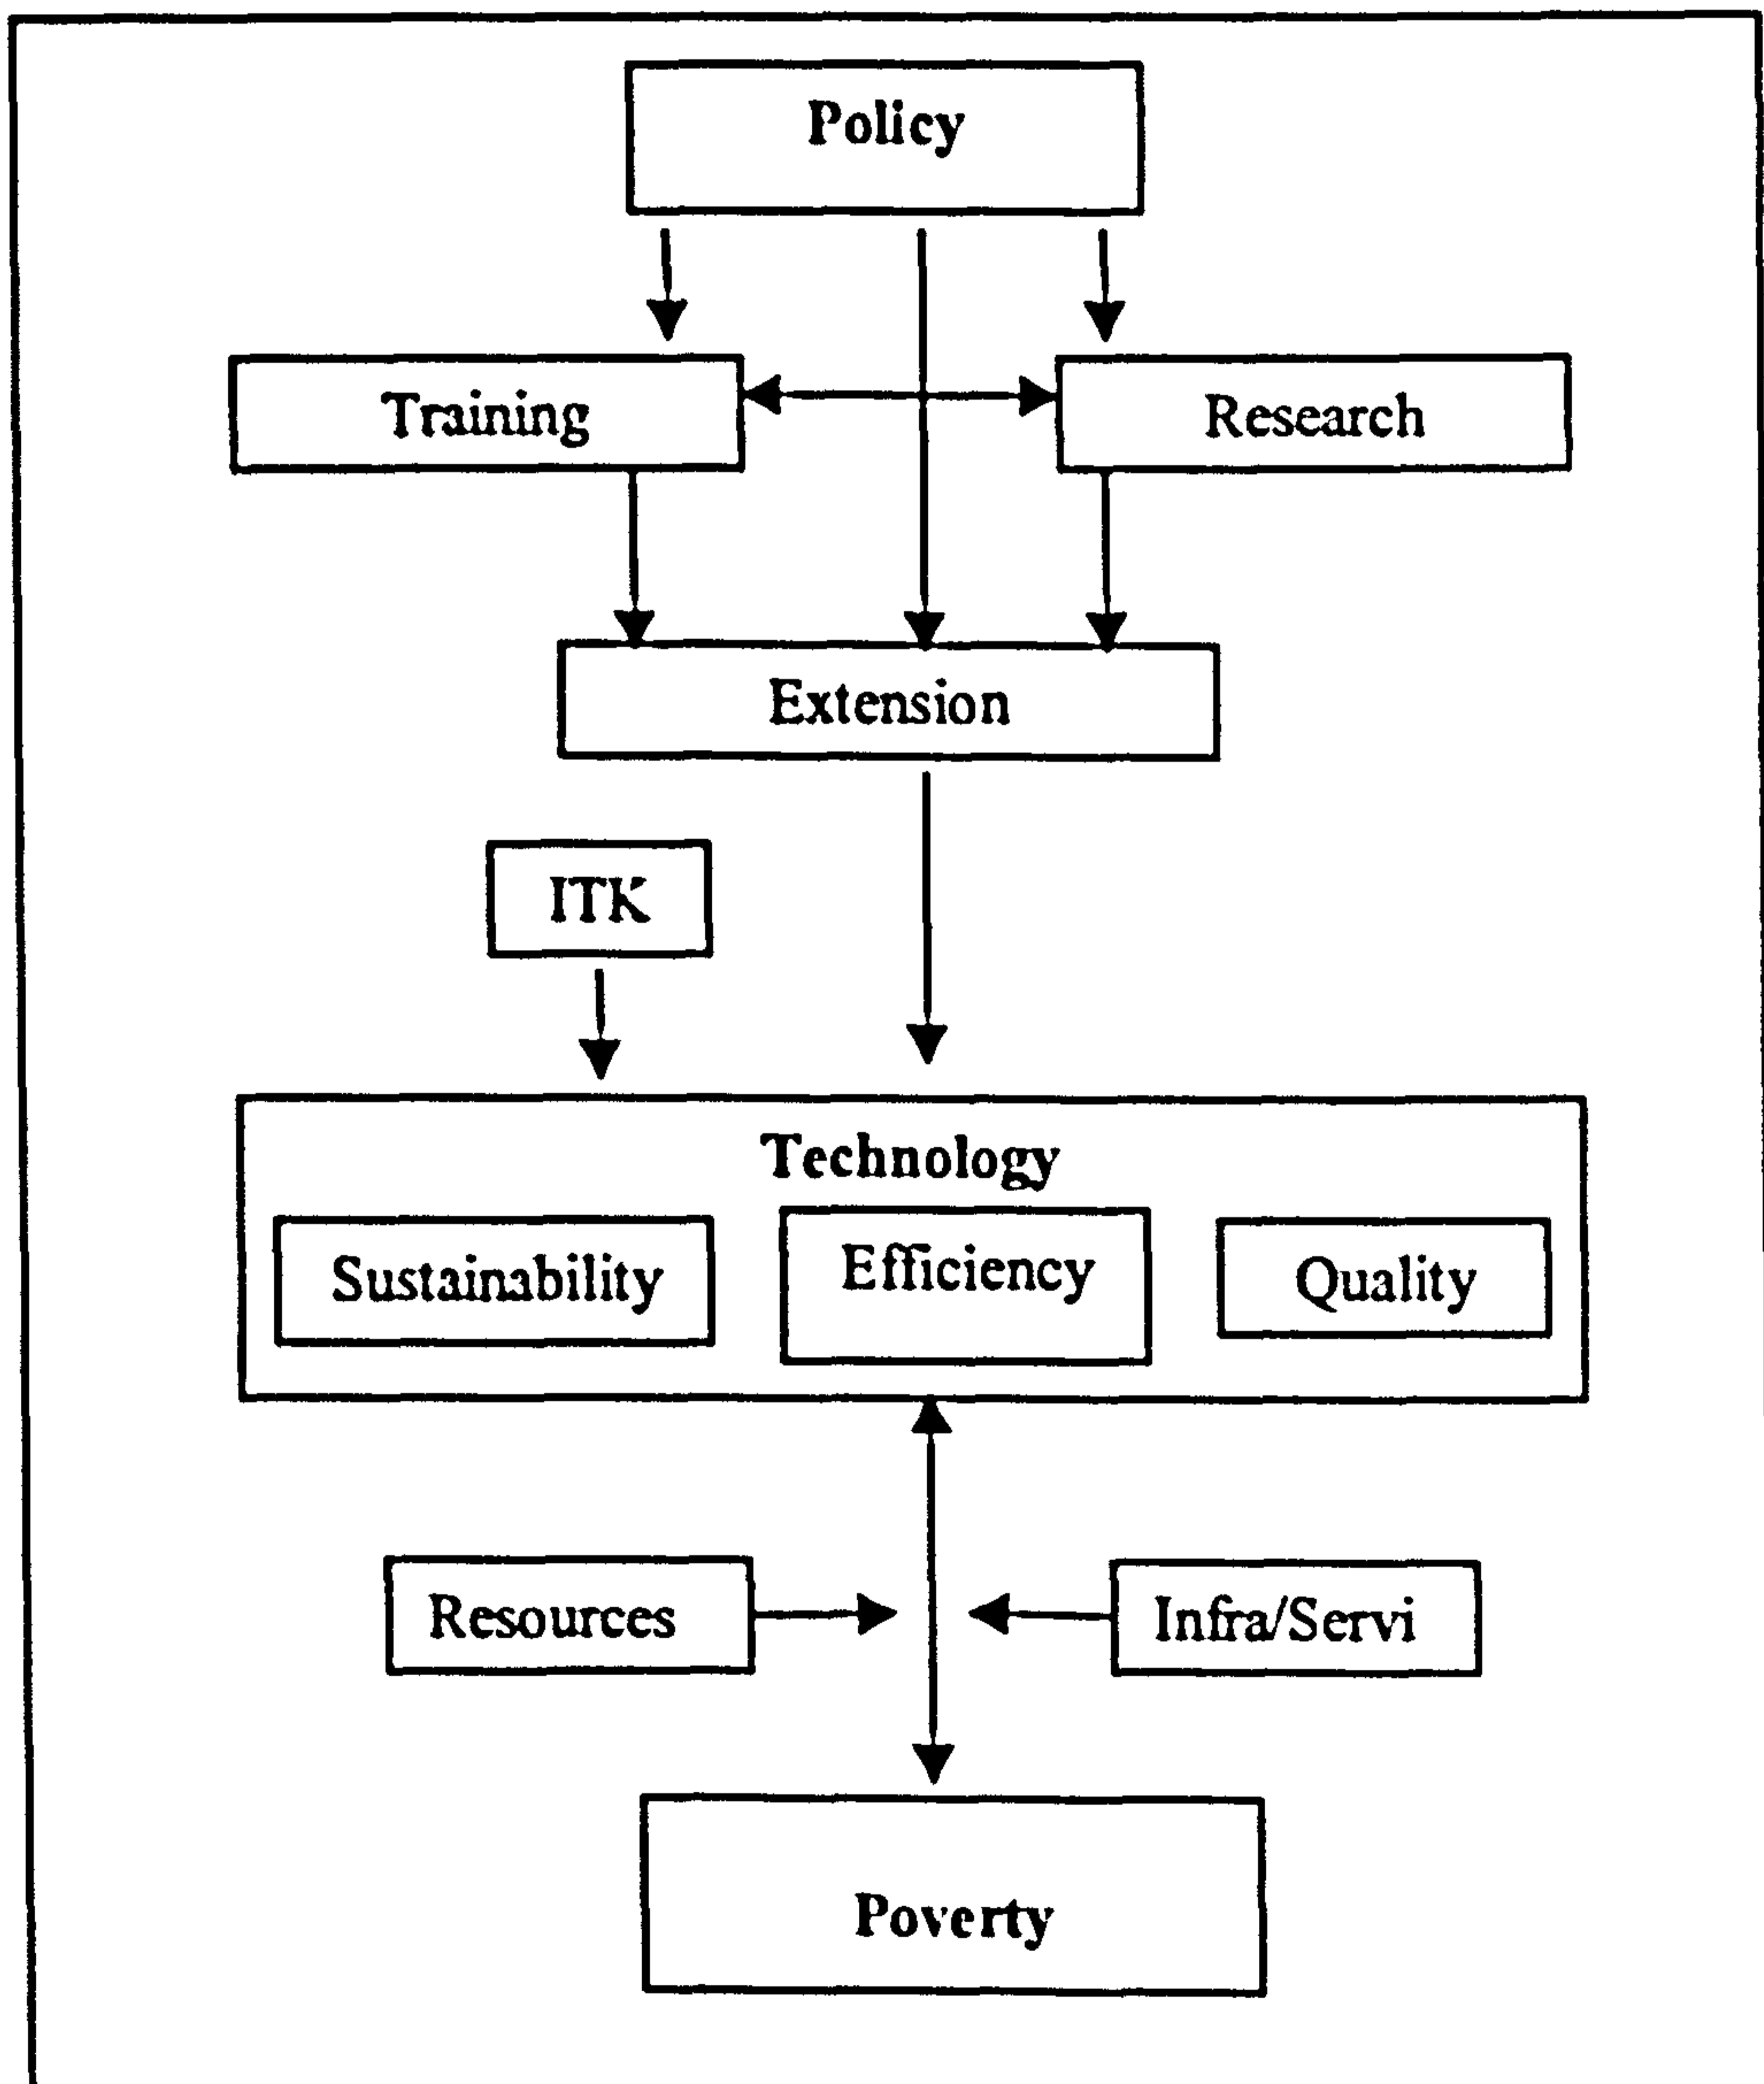 Policy
Training
Research
Extension
ITK
Technology
Sustainability
Efficiency
Quality
Resources
Infra/Servi
Poverty